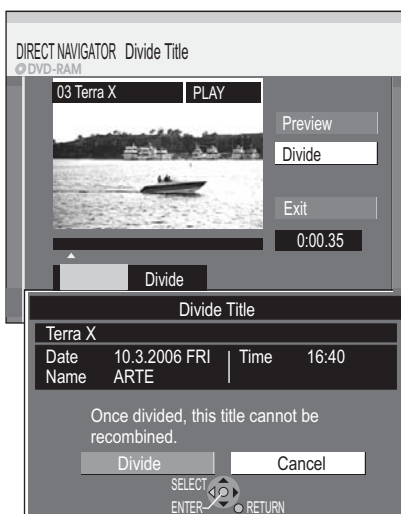 DIRECT NAVIGATOR Divide Title
DVD-RAM
03 Terra X PLAY
Preview
Divide
Exit
0:00.35
Divide
Divide Title
Terra X
Date 10.3.2006 FRI Time 16:40
Name ARTE
Once divided, this title cannot be
recombined.
Divide Cancel
SELECT
ENTER RETURN